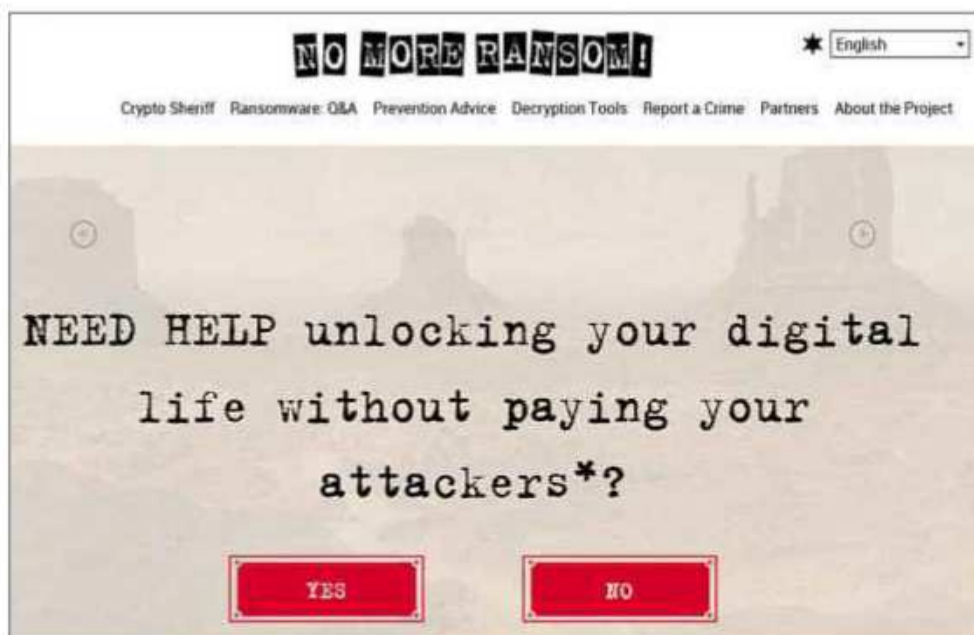 NO MORE RANSOM!
English
Crypto Sheriff Ransomware: Q&A Prevention Advice Decryption Tools Report a Crime Partners About the Project
NEED HELP unlocking your digital
life without paying your
attackers*?
YES NO